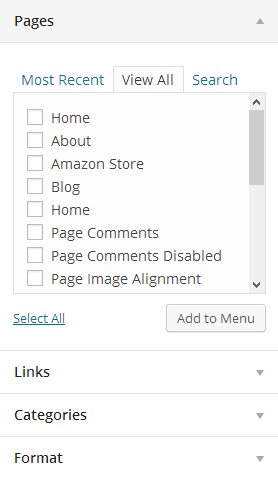 Pages
Most Recent View All Search
Home
About
Amazon Store
Blog
Home
Page Comments
Page Comments Disabled
Page Image Alignment
Select All Add to Menu
Links
Categories
Format